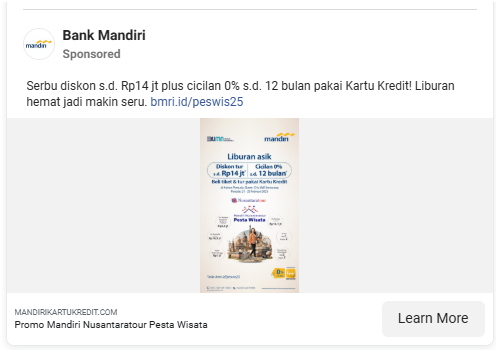 Bank Mandiri
mandiri
Sponsored
Serbu diskon s.d. Rp14 jt plus cicilan 0% s.d. 12 bulan pakai Kartu Kredit! Liburan
hemat jadi makin seru. bmri.id/peswis25
mandiri
Liburan asik
Diskon tur
s.d. Rp14 jt*
Cicilan 0%
s.d. 12 bulan*
Beli tiket & tur pakai Kartu Kredit
Nusantaratour
Mandiri Nusantaratour
Pesta Wisata
MANDIRIKARTUKREDIT.COM
Promo Mandiri Nusantaratour Pesta Wisata
Learn More